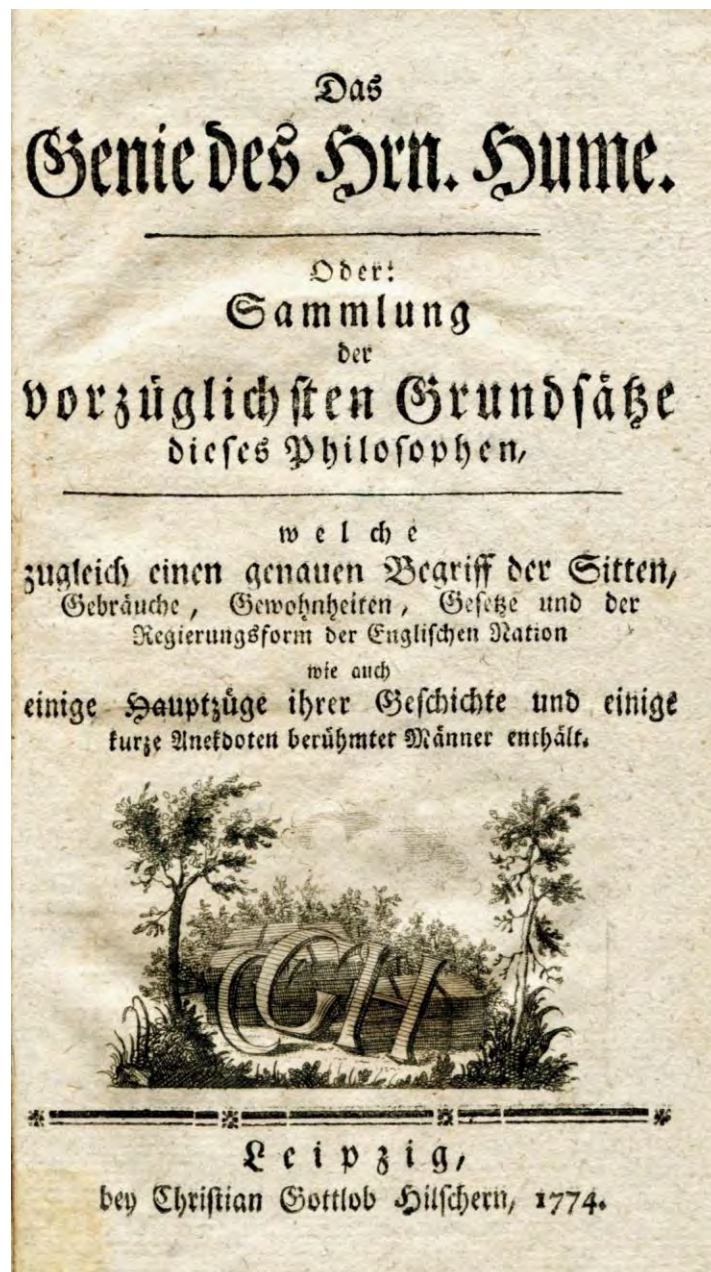 Das
Genie des Hrn. Hume.
Oder:
Sammlung
der
vorzüglichsten Grundsätze
dieses Philosophen,
welche
zugleich einen genauen Begriff der Sitten,
Gebräuche, Gewohnheiten, Gesetze und der
Regierungsform der Englischen Nation
wie auch
einige Hauptzüge ihrer Geschichte und einige
kurze Anekdoten berühmter Männer enthält.
CGH
Leipzig,
bey Christian Gottlob Hilschern, 1774.